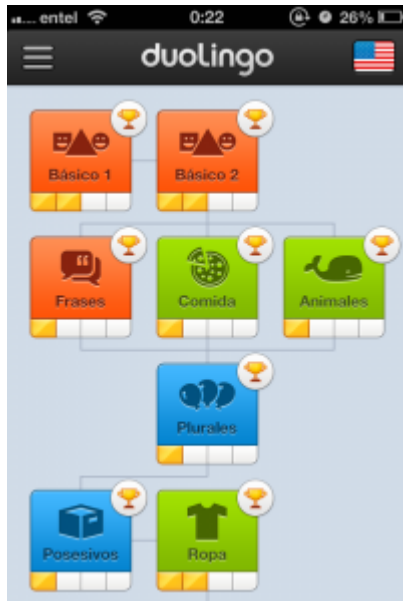 entel 0:22 26%
duolingo
Básico 1 Básico 2
Frases Comida Animales
Plurales
Posesivos Ropa